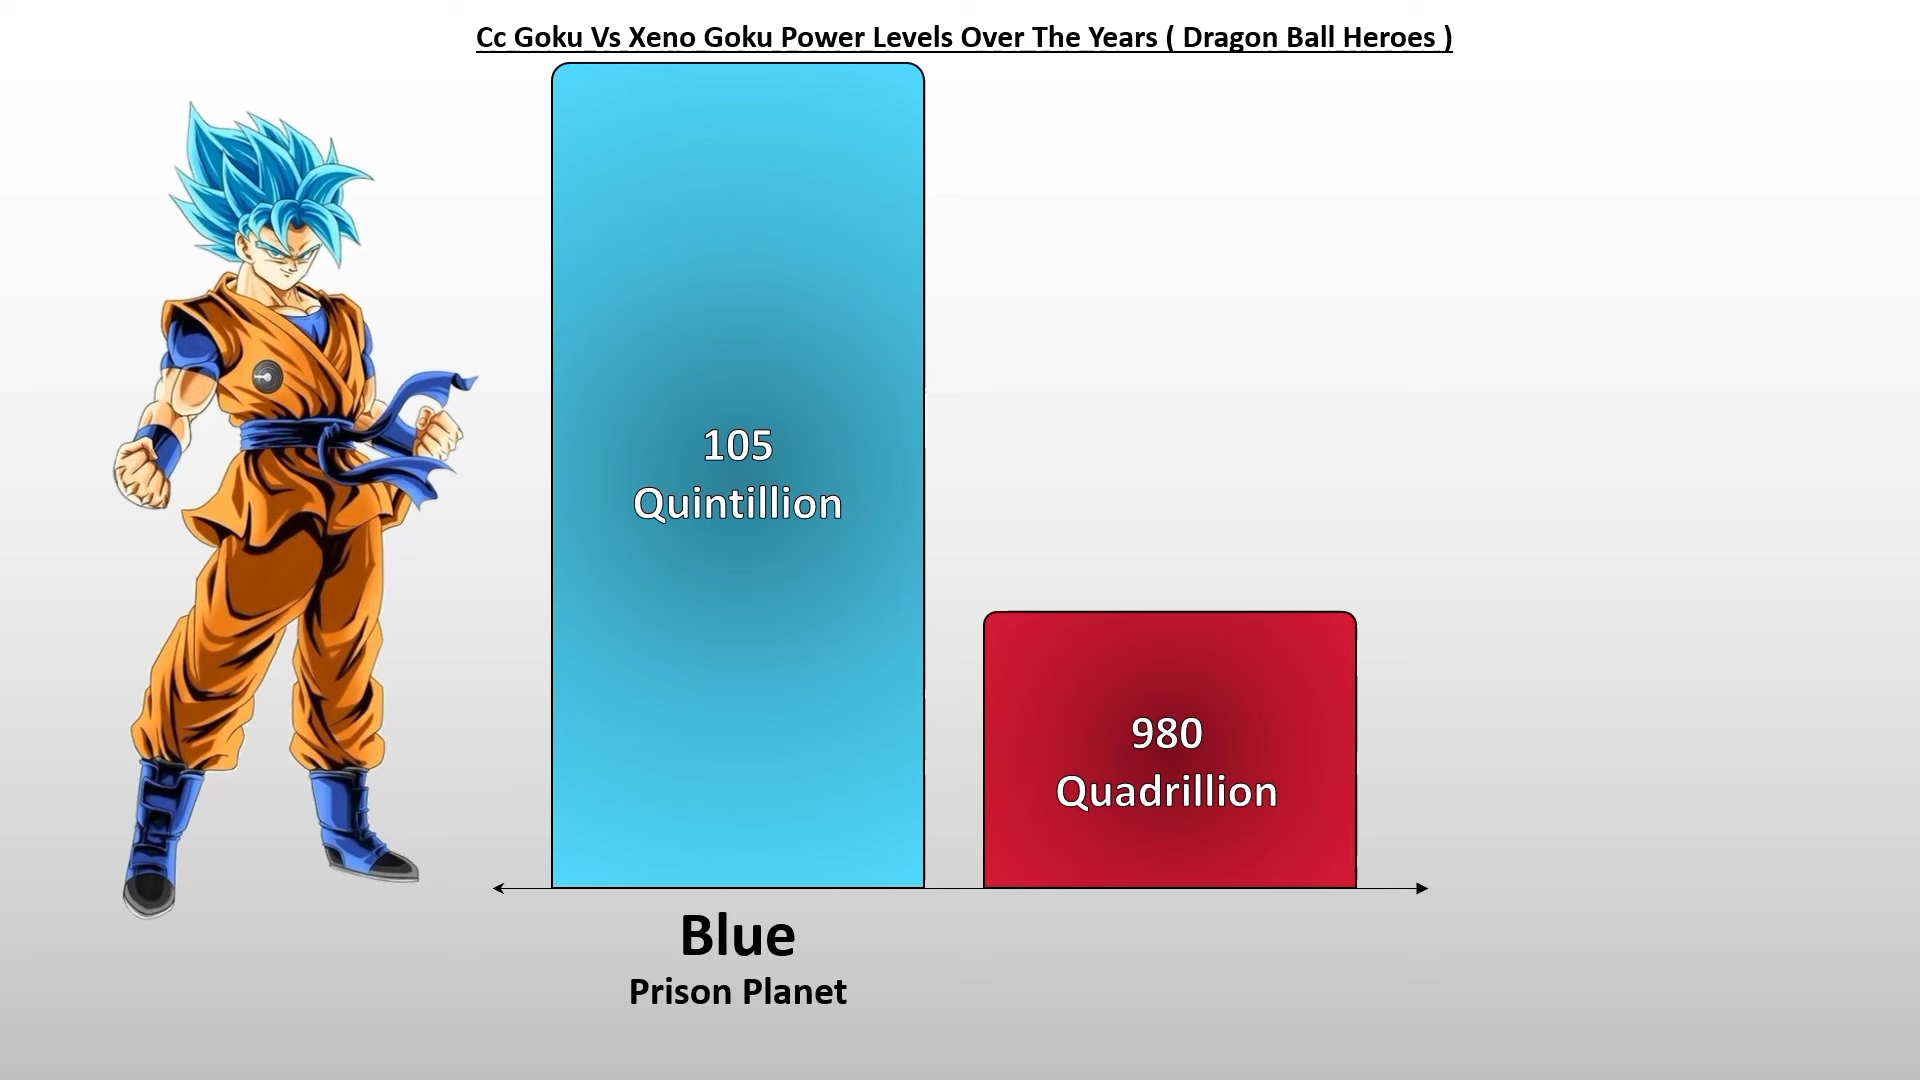 Cc Goku Vs Xeno Goku Power Levels Over The Years ( Dragon Ball Heroes )
105
Quintillion
980
Quadrillion
Blue
Prison Planet